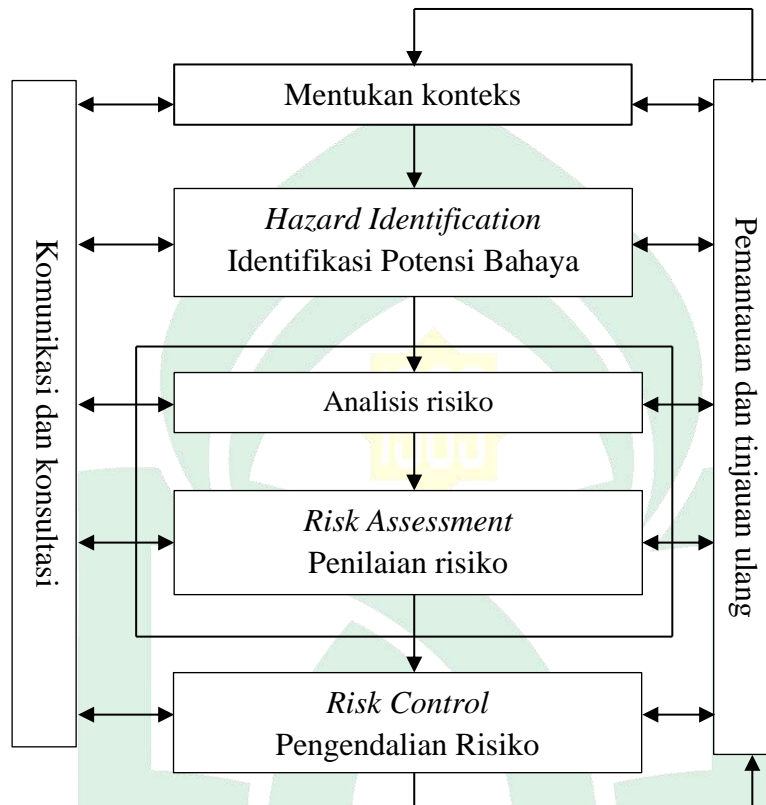 Mentukan konteks
Hazard Identification
Identifikasi Potensi Bahaya
Analisis risiko
Risk Assessment
Penilaian risiko
Risk Control
Pengendalian Risiko
Komunikasi dan konsultasi
Pemantauan dan tinjauan ulang